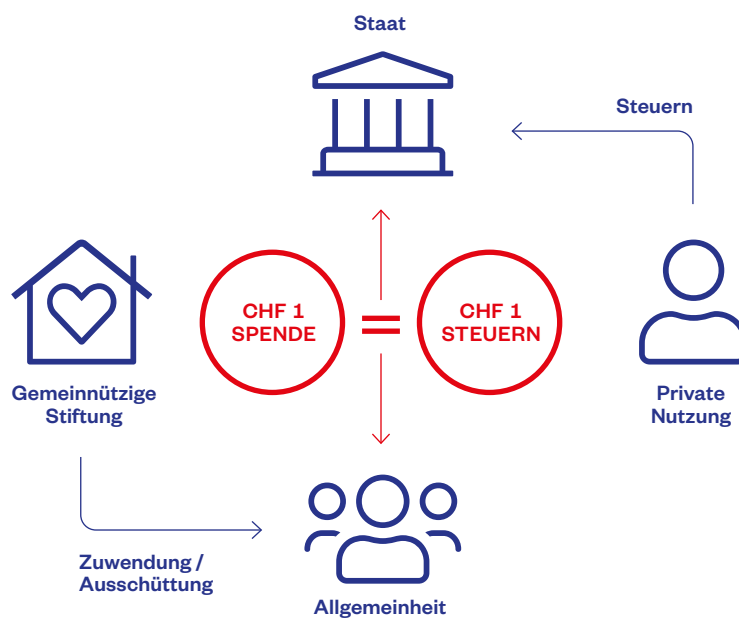 Staat
Steuern
CHF 1
SPENDE
=
CHF 1
STEUERN
Gemeinnützige
Stiftung
Private
Nutzung
Zuwendung /
Ausschüttung
Allgemeinheit